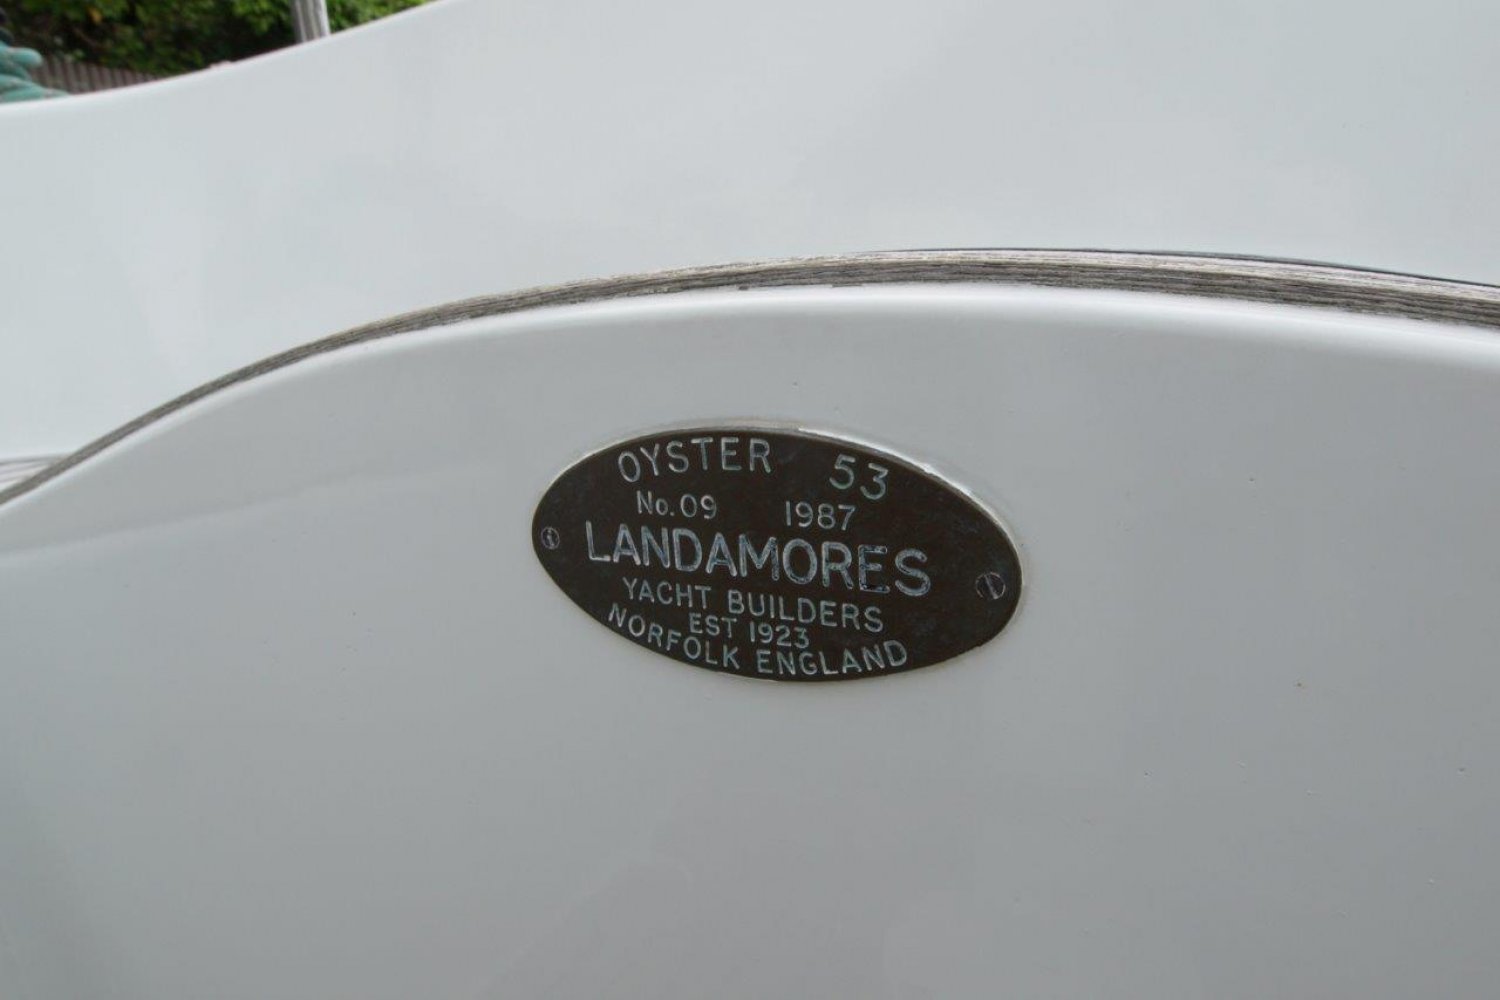 OYSTER 53
No. 09 1987
LANDAMORES
YACHT BUILDERS
EST 1923
NORFOLK ENGLAND